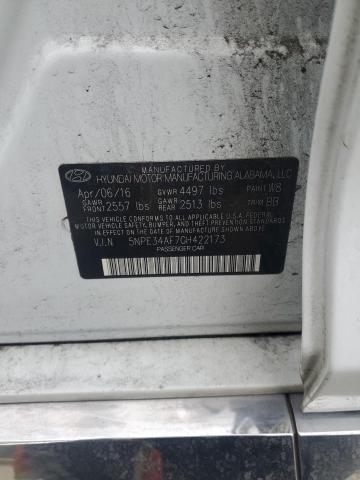 MANUFACTURED BY
HYUNDAI MOTOR MANUFACTURING ALABAMA, LLC
Apr/06/16 GVWR 4497 lbs PAINT W8
GAWR FRONT 2557 lbs GAWR REAR 2513 lbs TRIM BB
THIS VEHICLE CONFORMS TO ALL APPLICABLE U.S. FEDERAL
MOTOR VEHICLE SAFETY, BUMPER, AND THEFT PREVENTION STANDARDS
IN EFFECT ON THE DATE OF MANUFACTURE SHOWN ABOVE.
V.I.N 5NPE34AF7GH422173
PASSENGER CAR